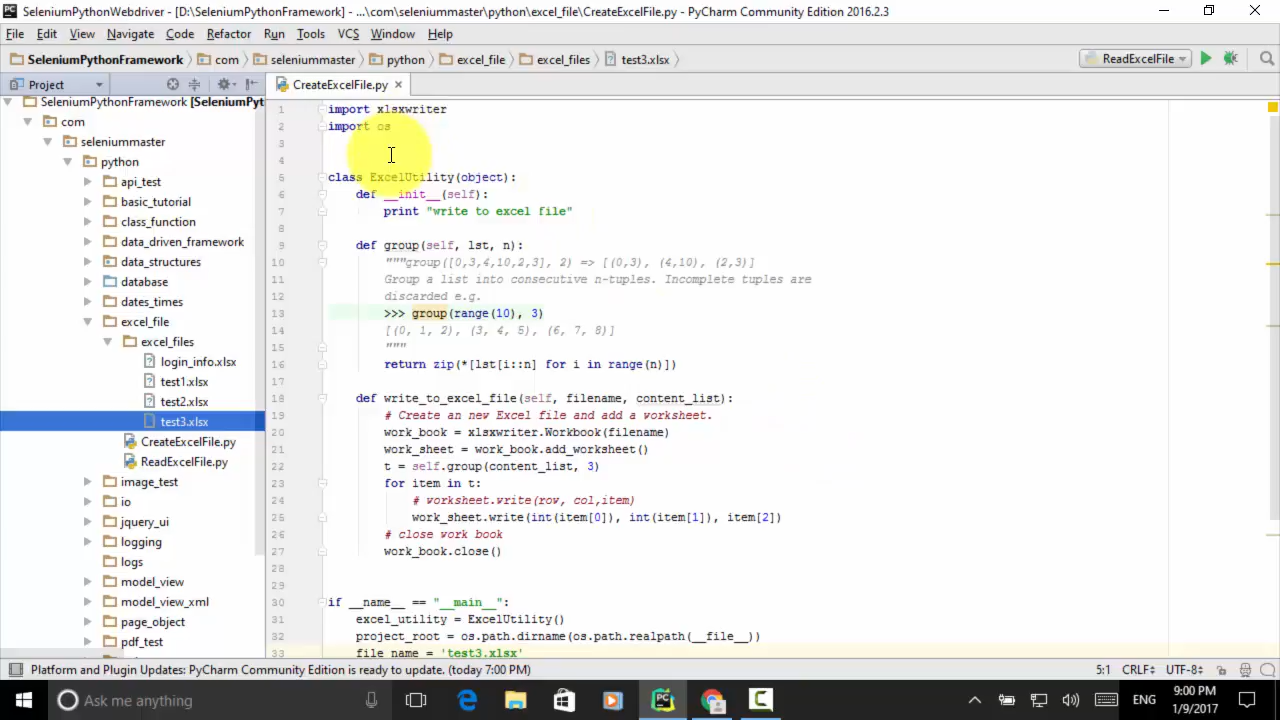 SeleniumPythonWebdriver - [D:\SeleniumPythonFramework] - ...\com\seleniummaster\python\excel_file\CreateExcelFile.py - PyCharm Community Edition 2016.2.3
File Edit View Navigate Code Refactor Run Tools VCS Window Help
SeleniumPythonFramework com seleniummaster python excel_file excel_files test3.xlsx ReadExcelFile
Project
CreateExcelFile.py
SeleniumPythonFramework [SeleniumPyt
com
seleniummaster
python
api_test
basic_tutorial
class_function
data_driven_framework
data_structures
database
dates_times
excel_file
excel_files
login_info.xlsx
test1.xlsx
test2.xlsx
test3.xlsx
CreateExcelFile.py
ReadExcelFile.py
image_test
io
jquery_ui
logging
logs
model_view
model_view_xml
page_object
pdf_test
1 import xlsxwriter
2 import os
3
4
5 class ExcelUtility(object):
6 def __init__(self):
7 print "write to excel file"
8
9 def group(self, lst, n):
10 """group([0,3,4,10,2,3], 2) => [(0,3), (4,10), (2,3)]
11 Group a list into consecutive n-tuples. Incomplete tuples are
12 discarded e.g.
13 >>> group(range(10), 3)
14 [(0, 1, 2), (3, 4, 5), (6, 7, 8)]
15 """
16 return zip(*[lst[i::n] for i in range(n)])
17
18 def write_to_excel_file(self, filename, content_list):
19 # Create an new Excel file and add a worksheet.
20 work_book = xlsxwriter.Workbook(filename)
21 work_sheet = work_book.add_worksheet()
22 t = self.group(content_list, 3)
23 for item in t:
24 # worksheet.write(row, col,item)
25 work_sheet.write(int(item[0]), int(item[1]), item[2])
26 # close work book
27 work_book.close()
28
29
30 if __name__ == "__main__":
31 excel_utility = ExcelUtility()
32 project_root = os.path.dirname(os.path.realpath(__file__))
33 file_name = 'test3.xlsx'
Platform and Plugin Updates: PyCharm Community Edition is ready to update. (today 7:00 PM) 5:1 CRLF UTF-8
Ask me anything
ENG
9:00 PM
1/9/2017